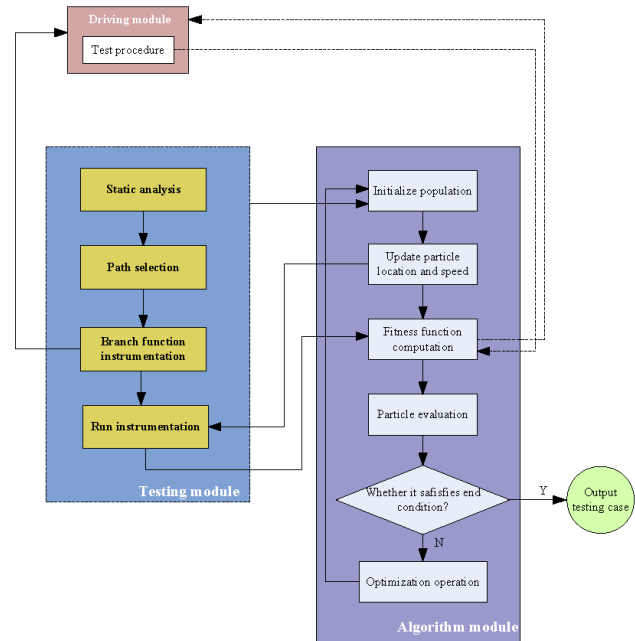 Driving module
Test procedure
Static analysis
Path selection
Branch function
instrumentation
Run instrumentation
Testing module
Initialize population
Update particle
location and speed
Fitness function
computation
Particle evaluation
Whether it safisfies end
condition?
Y
Output
testing case
N
Optimization operation
Algorithm module